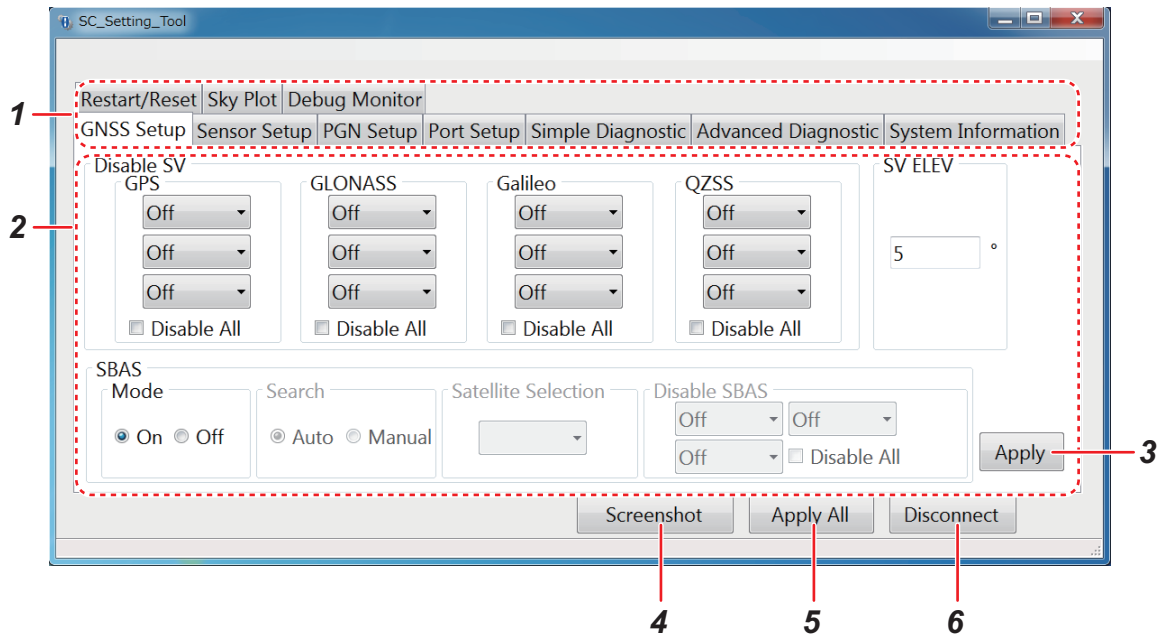 SC_Setting_Tool
Restart/Reset Sky Plot Debug Monitor
1
GNSS Setup Sensor Setup PGN Setup Port Setup Simple Diagnostic Advanced Diagnostic System Information
Disable SV SV ELEV
GPS GLONASS Galileo QZSS
Off Off Off Off
2
Off Off Off Off 5 °
Off Off Off Off
Disable All Disable All Disable All Disable All
SBAS
Mode Search Satellite Selection Disable SBAS
Off Off
On Off Auto Manual
Off Disable All Apply 3
Screenshot Apply All Disconnect
4 5 6